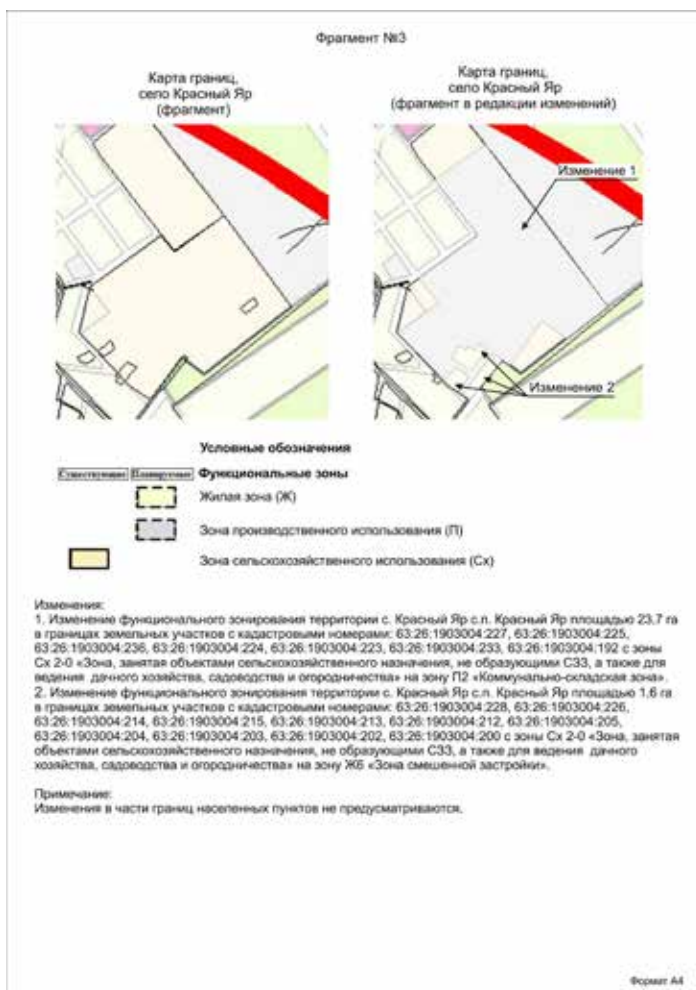 Фрагмент №3
Карта границ,
село Красный Яр
(фрагмент)
Карта границ,
село Красный Яр
(фрагмент в редакции изменений)
Изменение 1
Изменение 2
Условные обозначения
Существующие Планируемые Функциональные зоны
Жилая зона (Ж)
Зона производственного использования (П)
Зона сельскохозяйственного использования (Сх)
Изменения:
1. Изменение функционального зонирования территории с. Красный Яр с.п. Красный Яр площадью 23,7 га
в границах земельных участков с кадастровыми номерами: 63:26:1903004:227, 63:26:1903004:225,
63:26:1903004:236, 63:26:1903004:224, 63:26:1903004:223, 63:26:1903004:233, 63:26:1903004:192 с зоны
Сх 2-0 «Зона, занятая объектами сельскохозяйственного назначения, не образующими СЗЗ, а также для
ведения дачного хозяйства, садоводства и огородничества» на зону П2 «Коммунально-складская зона».
2. Изменение функционального зонирования территории с. Красный Яр с.п. Красный Яр площадью 1,6 га
в границах земельных участков с кадастровыми номерами: 63:26:1903004:228, 63:26:1903004:226,
63:26:1903004:214, 63:26:1903004:215, 63:26:1903004:213, 63:26:1903004:212, 63:26:1903004:205,
63:26:1903004:204, 63:26:1903004:203, 63:26:1903004:202, 63:26:1903004:200 с зоны Сх 2-0 «Зона, занятая
объектами сельскохозяйственного назначения, не образующими СЗЗ, а также для ведения дачного
хозяйства, садоводства и огородничества» на зону Ж6 «Зона смешенной застройки».
Примечание:
Изменения в части границ населенных пунктов не предусматриваются.
Формат А4